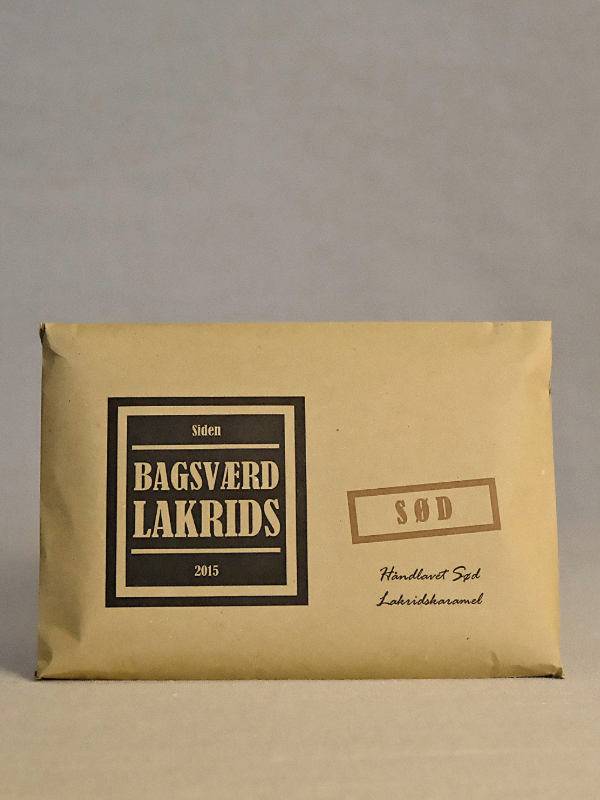 Siden
BAGSVÆRD
LAKRIDS
2015
SØD
Håndlavet Sød
Lakridskaramel